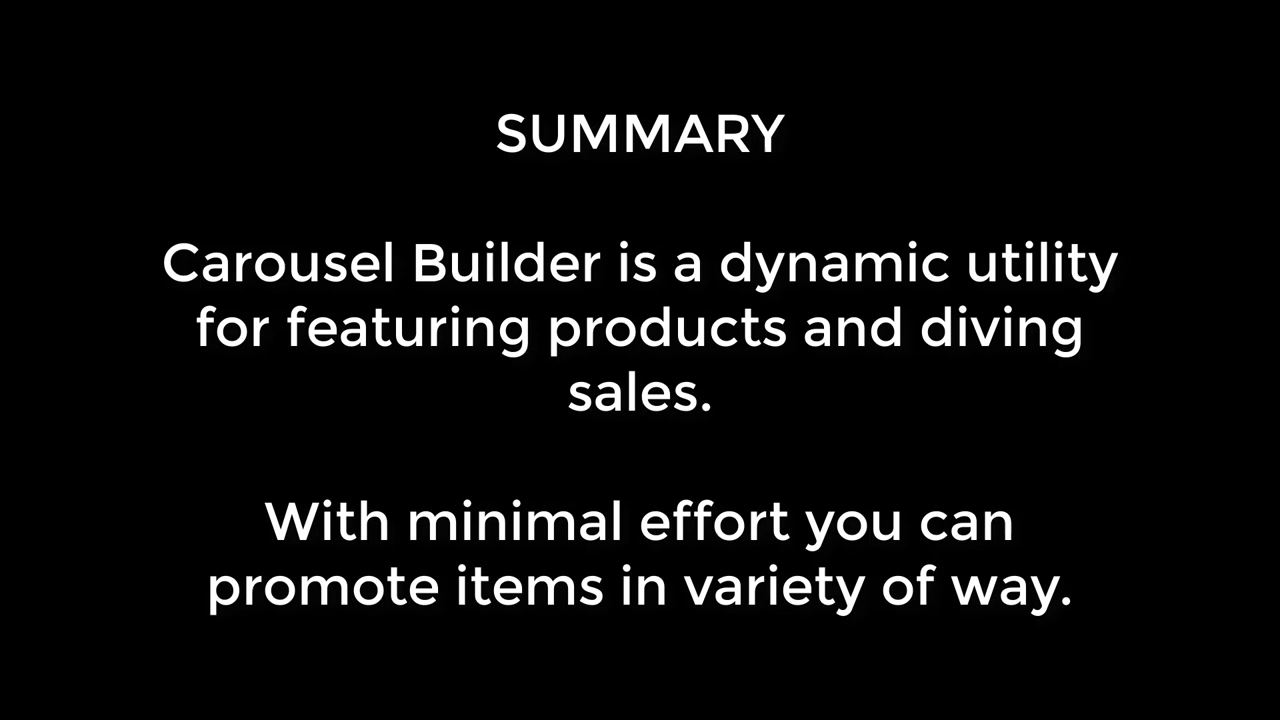 SUMMARY
Carousel Builder is a dynamic utility
for featuring products and diving
sales.
With minimal effort you can
promote items in variety of way.